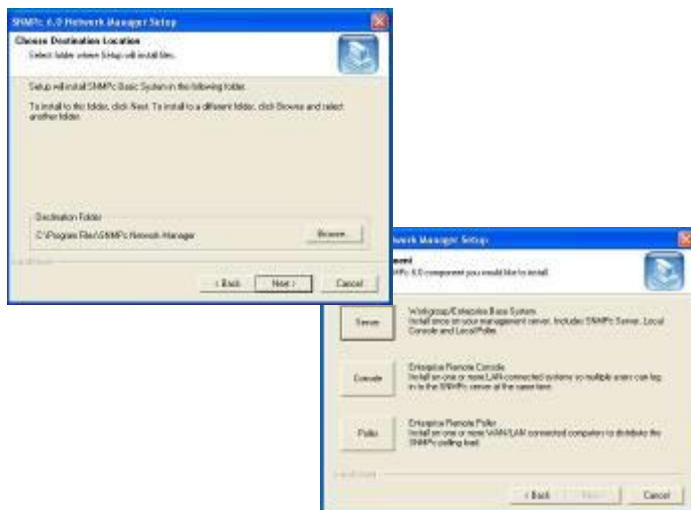 SNMPc 6.0 Network Manager Setup
Choose Destination Location
Select folder where Setup will install files.
Setup will install SNMPc Basic System in the following folder.
To install to this folder, click Next. To install to a different folder, click Browse and select
another folder.
Destination Folder
C:\Program Files\SNMPc Network Manager
Browse...
< Back
Next >
Cancel
work Manager Setup
nent
MPc 6.0 component you would like to install.
Server
Workgroup/Enterprise Base System
Install once on your management server. Includes SNMPc Server, Local
Console and Local Poller.
Console
Enterprise Remote Console
Install on one or more LAN connected systems so multiple users can log
in to the SNMPc server at the same time.
Poller
Enterprise Remote Poller
Install on one or more WAN/LAN connected computers to distribute the
SNMPc polling load.
< Back
Next >
Cancel